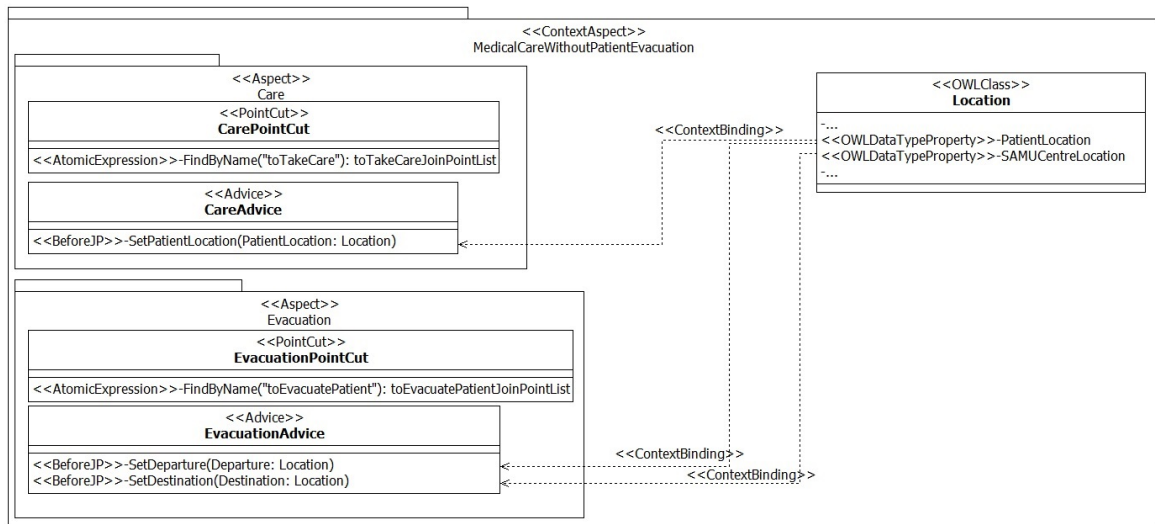 <<ContextAspect>>
MedicalCareWithoutPatientEvacuation
<<Aspect>>
Care
<<PointCut>>
CarePointCut
<<AtomicExpression>>-FindByName("toTakeCare"): toTakeCareJoinPointList
<<Advice>>
CareAdvice
<<BeforeJP>>-SetPatientLocation(PatientLocation: Location)
<<ContextBinding>>
<<OWLClass>>
Location
-...
<<OWLDataTypeProperty>>-PatientLocation
<<OWLDataTypeProperty>>-SAMUCentreLocation
-...
<<Aspect>>
Evacuation
<<PointCut>>
EvacuationPointCut
<<AtomicExpression>>-FindByName("toEvacuatePatient"): toEvacuatePatientJoinPointList
<<Advice>>
EvacuationAdvice
<<BeforeJP>>-SetDeparture(Departure: Location)
<<BeforeJP>>-SetDestination(Destination: Location)
<<ContextBinding>>
<<ContextBinding>>